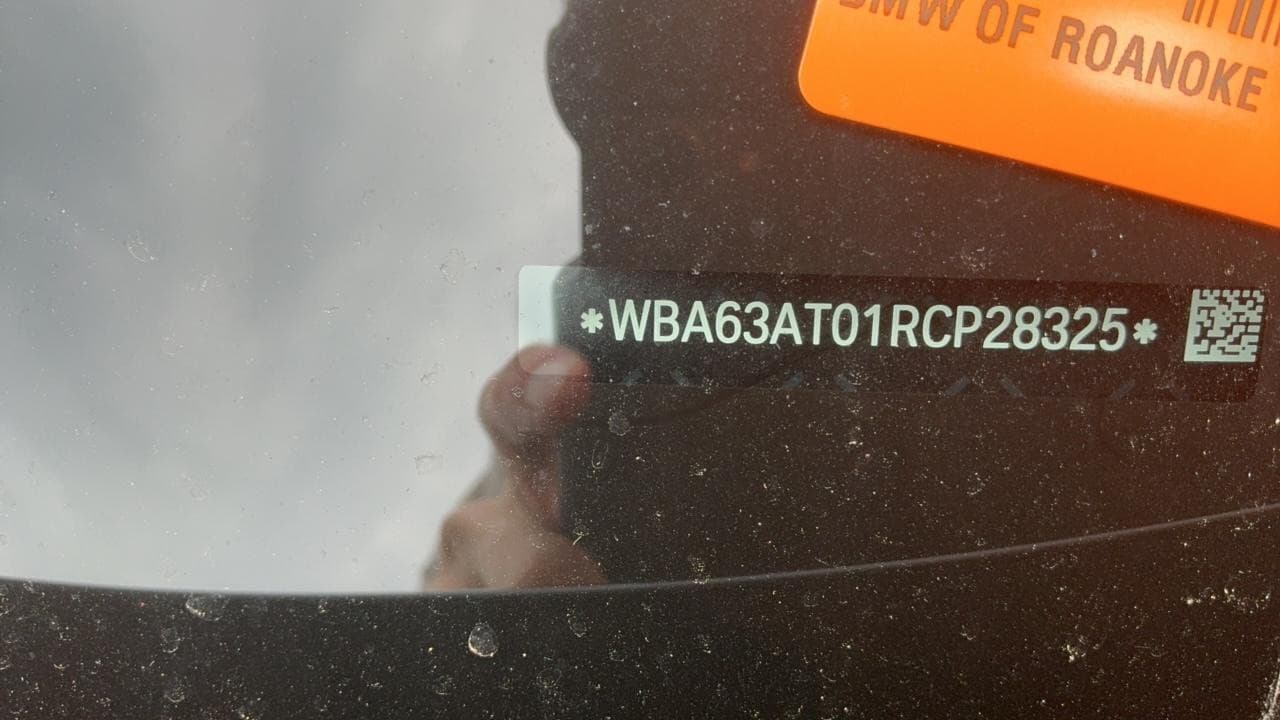 BMW OF ROANOKE
*WBA63AT01RCP28325*